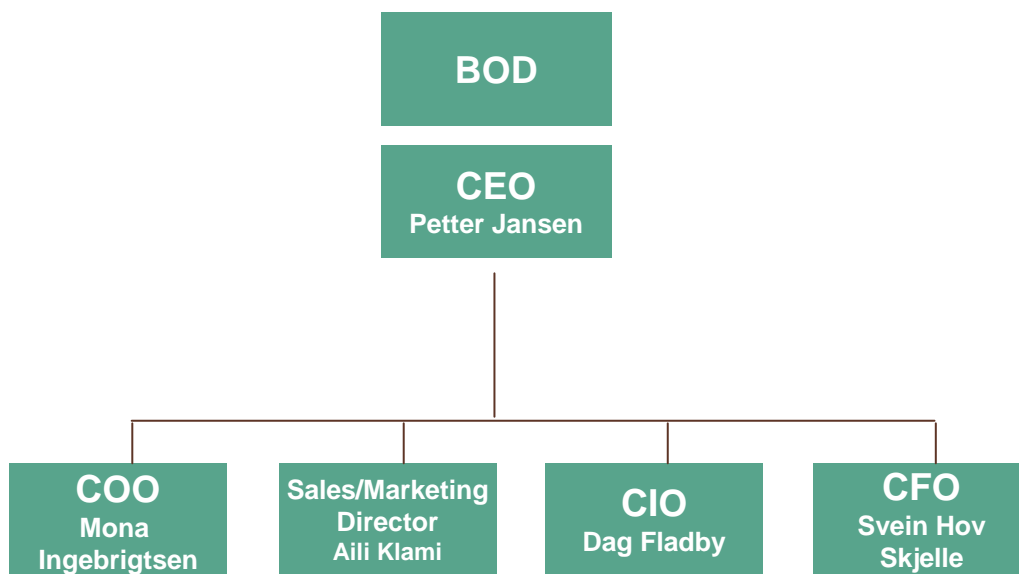 BOD
CEO
Petter Jansen
COO
Mona
Ingebrigtsen
Sales/Marketing
Director
Aili Klami
CIO
Dag Fladby
CFO
Svein Hov
Skjelle